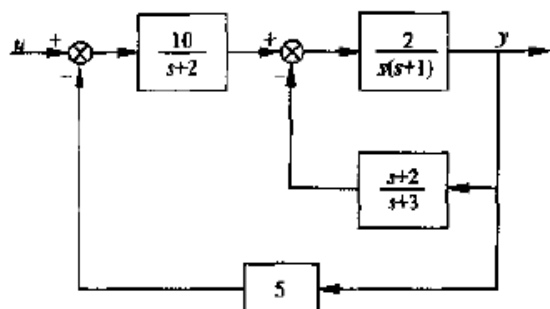 u + 10/(s+2) + 2/(s(s+1)) y
− −
(s+2)/(s+3)
− 5